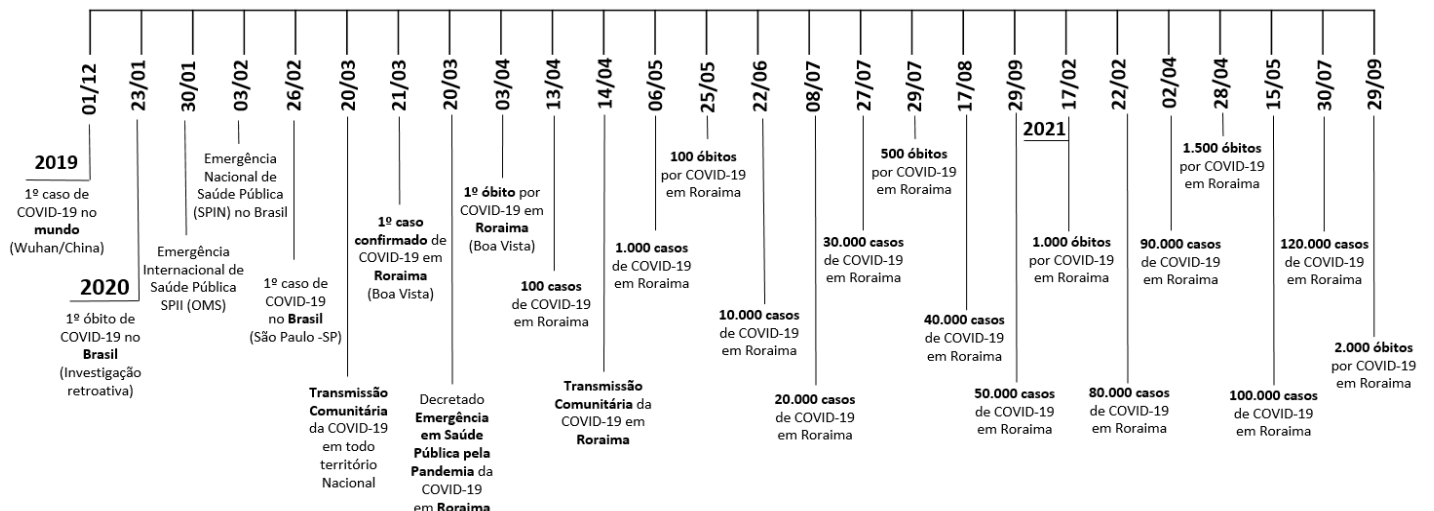 01/12
23/01
30/01
03/02
26/02
20/03
21/03
20/03
03/04
13/04
14/04
06/05
25/05
22/06
08/07
27/07
29/07
17/08
29/09
17/02
22/02
02/04
28/04
15/05
30/07
29/09
2019
1º caso de
COVID-19 no
mundo
(Wuhan/China)
2020
1º óbito de
COVID-19 no
Brasil
(Investigação
retroativa)
Emergência
Internacional de
Saúde Pública
SPII (OMS)
Emergência
Nacional de
Saúde Pública
(SPIN) no Brasil
1º caso de
COVID-19
no Brasil
(São Paulo -SP)
Transmissão
Comunitária
da COVID-19
em todo
território
Nacional
1º caso
confirmado de
COVID-19 em
Roraima
(Boa Vista)
Decretado
Emergência
em Saúde
Pública pela
Pandemia da
COVID-19
em Roraima
1º óbito por
COVID-19 em
Roraima
(Boa Vista)
100 casos
de COVID-19
em Roraima
Transmissão
Comunitária da
COVID-19 em
Roraima
1.000 casos
de COVID-19
em Roraima
100 óbitos
por COVID-19
em Roraima
10.000 casos
de COVID-19
em Roraima
20.000 casos
de COVID-19
em Roraima
30.000 casos
de COVID-19
em Roraima
500 óbitos
por COVID-19
em Roraima
40.000 casos
de COVID-19
em Roraima
50.000 casos
de COVID-19
em Roraima
2021
1.000 óbitos
por COVID-19
em Roraima
80.000 casos
de COVID-19
em Roraima
90.000 casos
de COVID-19
em Roraima
1.500 óbitos
por COVID-19
em Roraima
100.000 casos
de COVID-19
em Roraima
120.000 casos
de COVID-19
em Roraima
2.000 óbitos
por COVID-19
em Roraima